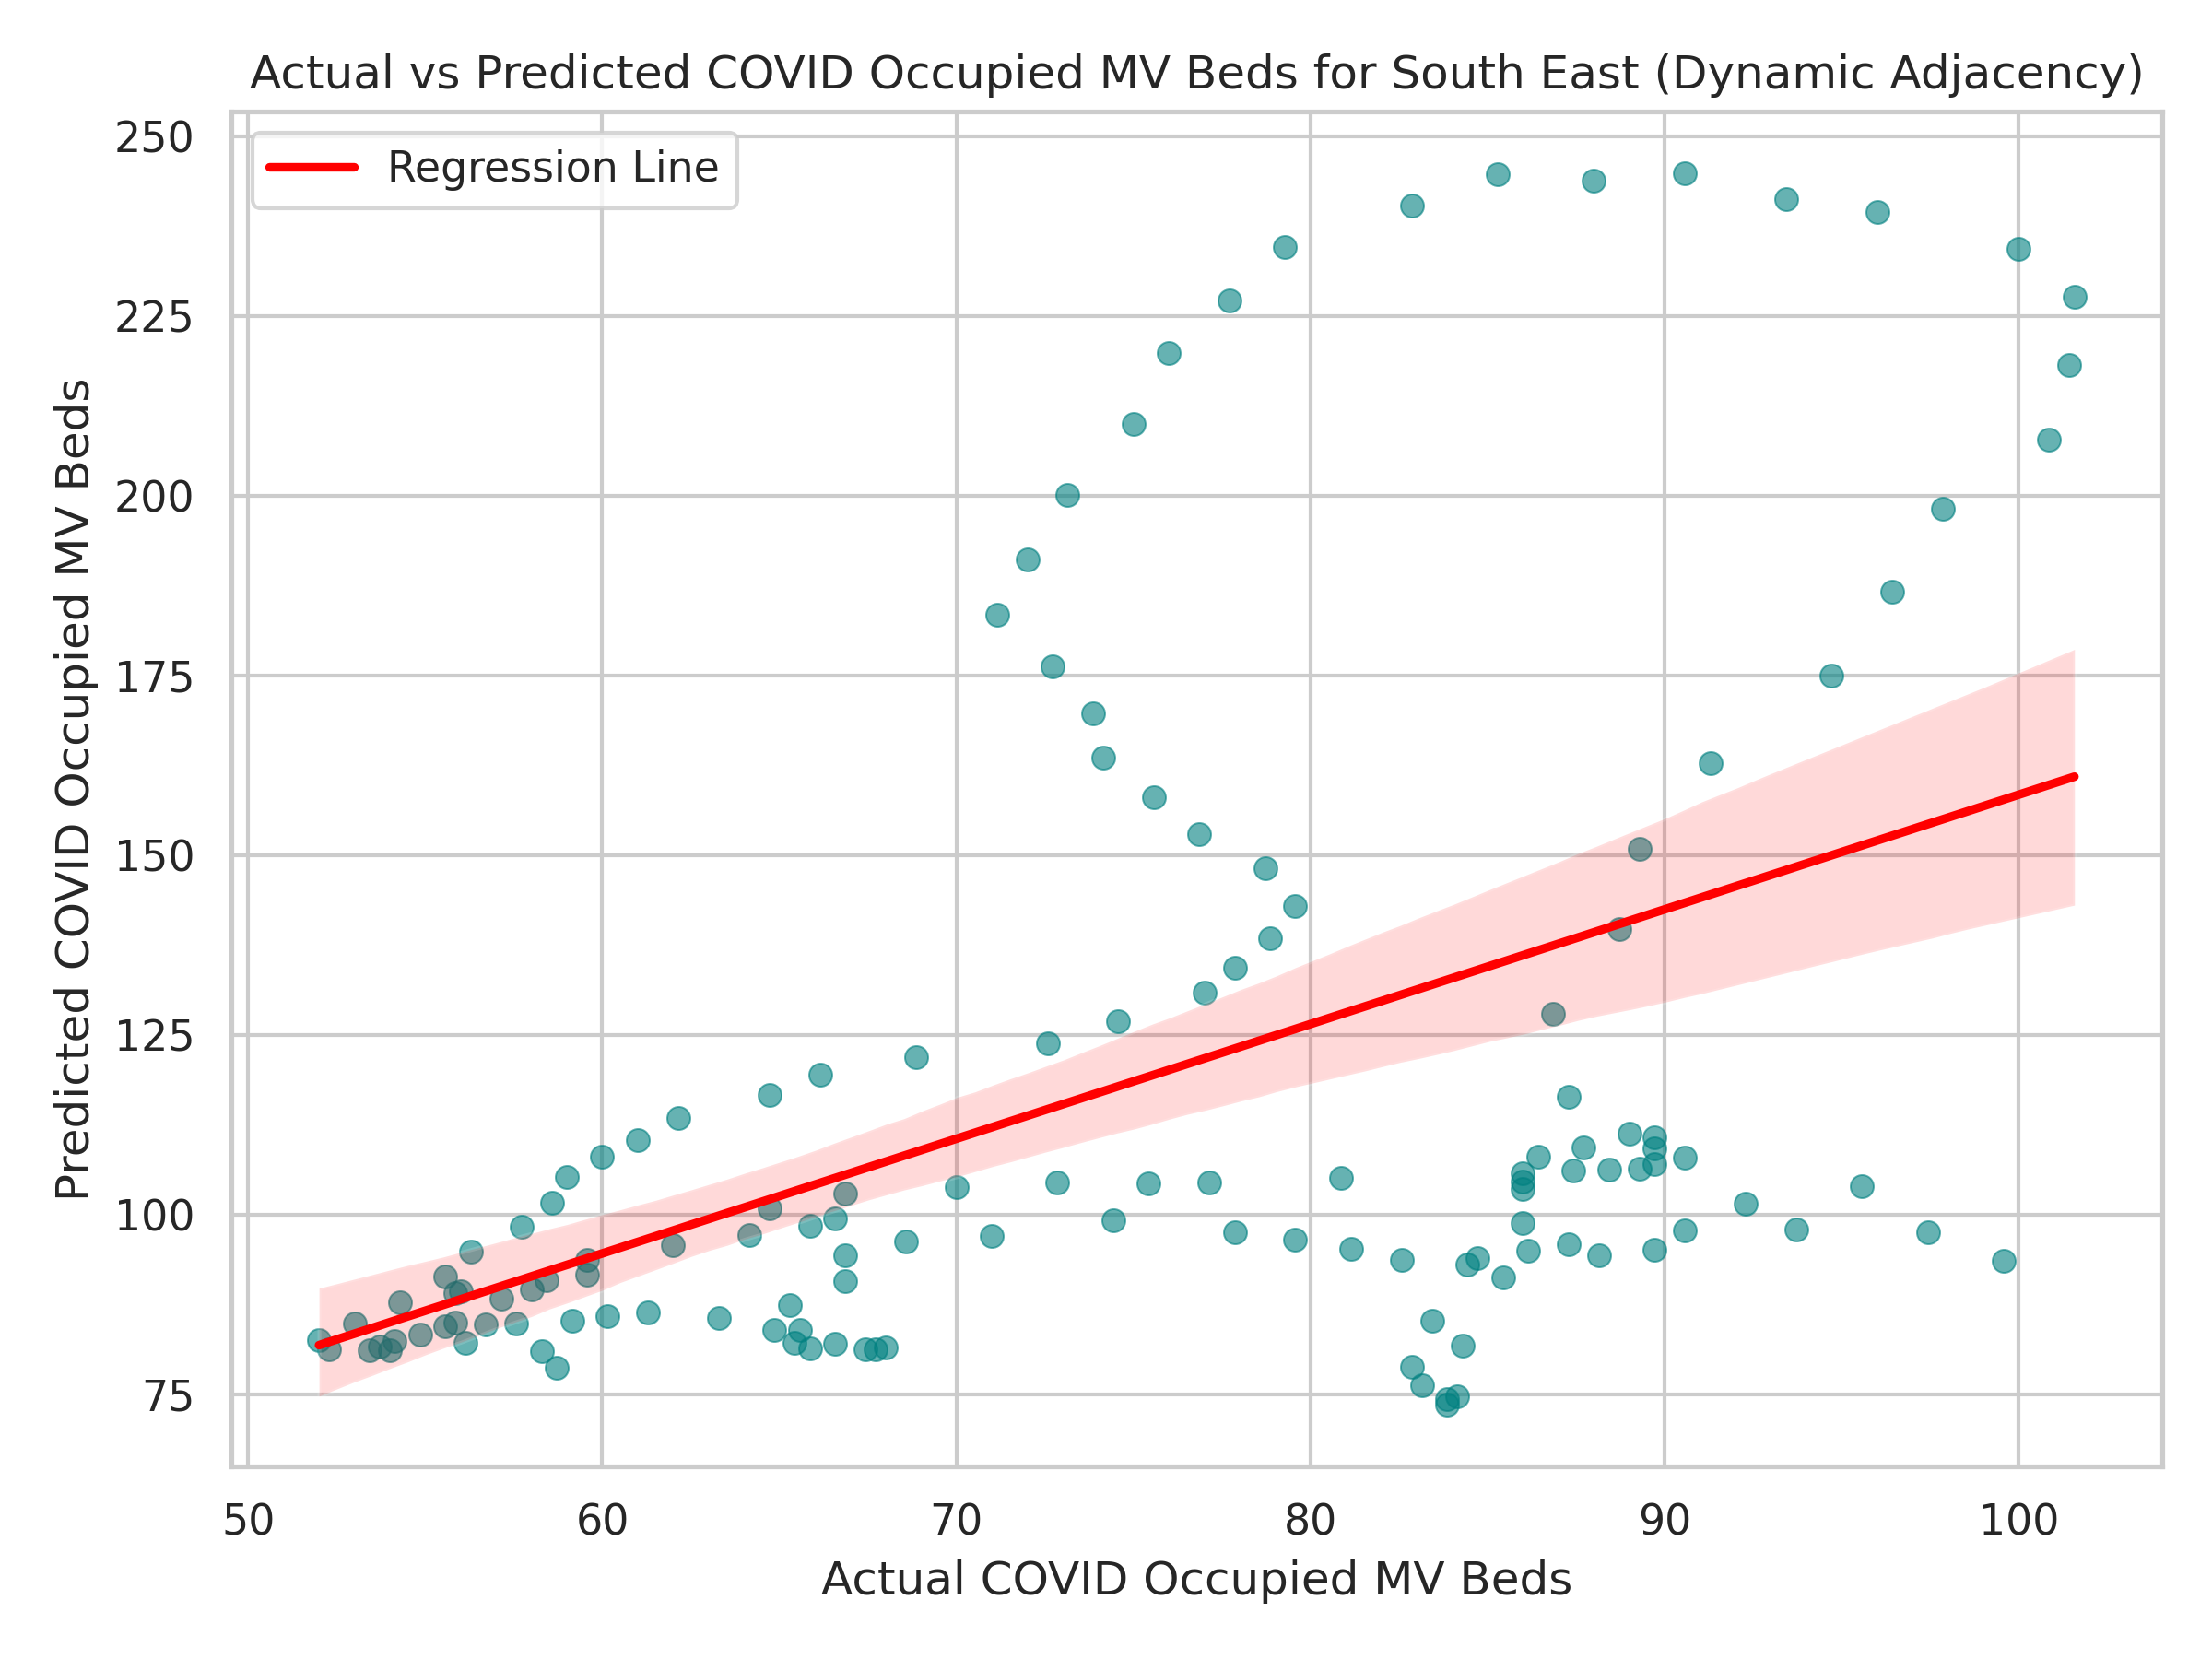 Actual vs Predicted COVID Occupied MV Beds for South East (Dynamic Adjacency)
Regression Line
Predicted COVID Occupied MV Beds
250
225
200
175
150
125
100
75
50 60 70 80 90 100
Actual COVID Occupied MV Beds